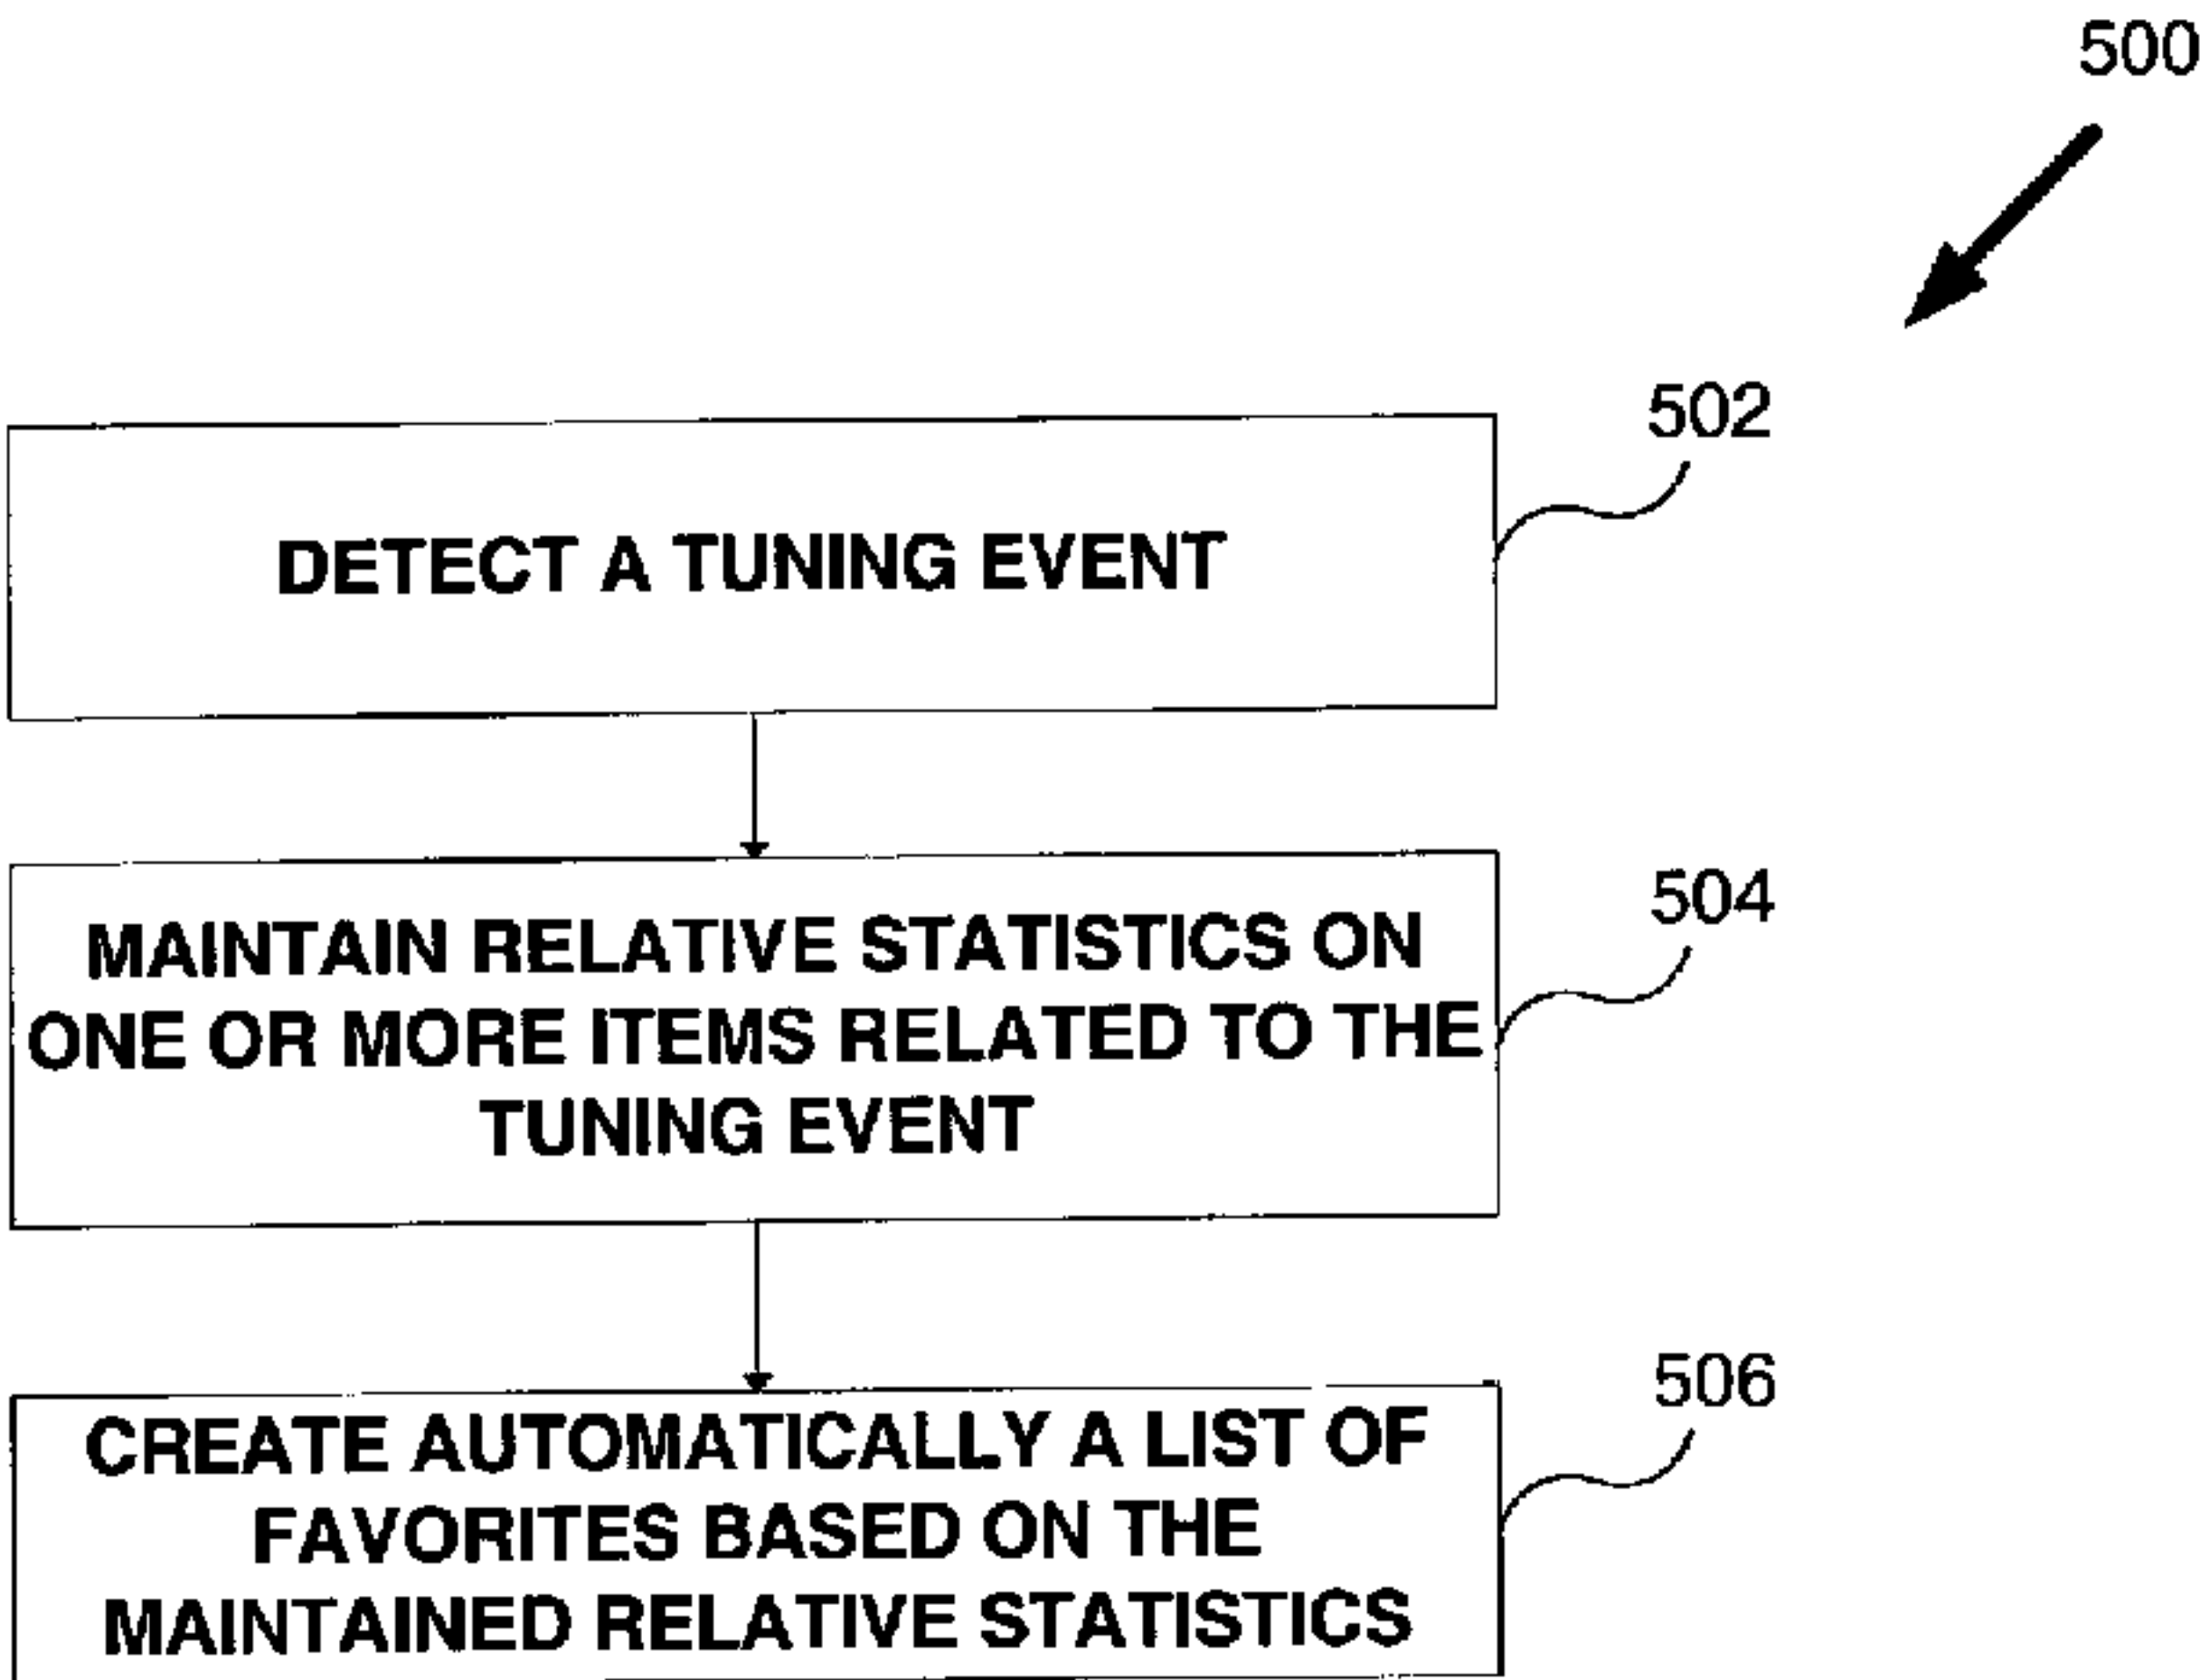 500
502
DETECT A TUNING EVENT
504
MAINTAIN RELATIVE STATISTICS ON
ONE OR MORE ITEMS RELATED TO THE
TUNING EVENT
506
CREATE AUTOMATICALLY A LIST OF
FAVORITES BASED ON THE
MAINTAINED RELATIVE STATISTICS